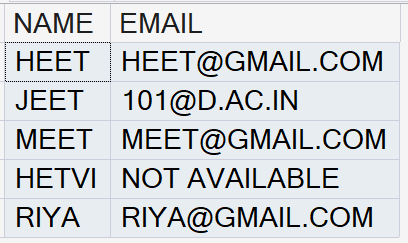 NAME EMAIL
HEET HEET@GMAIL.COM
JEET 101@D.AC.IN
MEET MEET@GMAIL.COM
HETVI NOT AVAILABLE
RIYA RIYA@GMAIL.COM